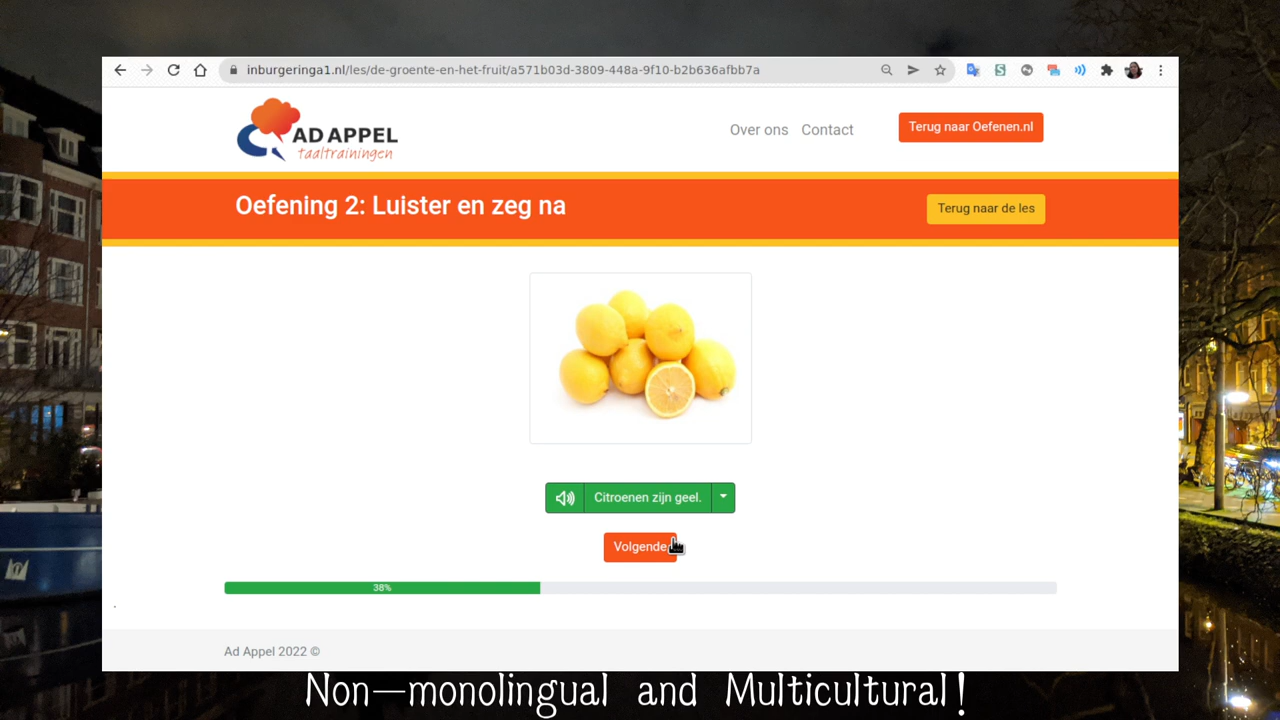 inburgeringa1.nl/les/de-groente-en-het-fruit/a571b03d-3809-448a-9f10-b2b636afbb7a
AD APPEL
taaltrainingen
Over ons
Contact
Terug naar Oefenen.nl
Oefening 2: Luister en zeg na
Terug naar de les
Citroenen zijn geel.
Volgende
38%
Ad Appel 2022 ©
Non-monolingual and Multicultural!